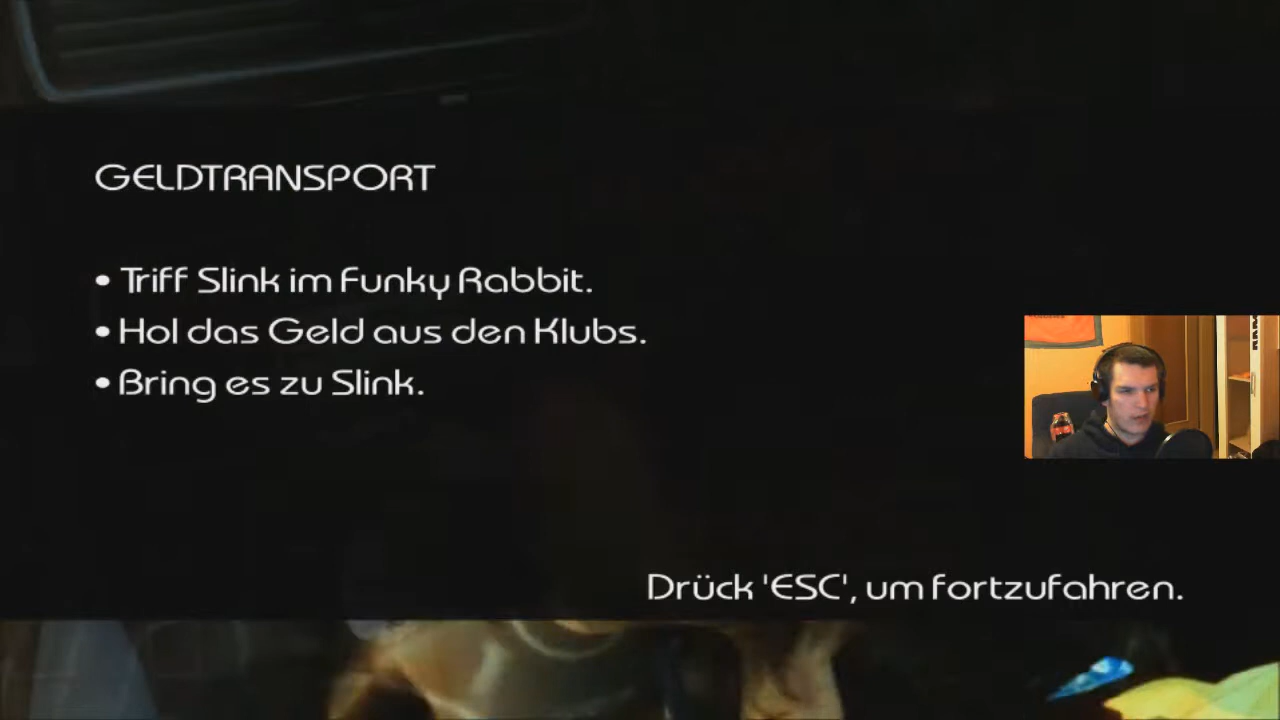 GELDTRANSPORT
• Triff Slink im Funky Rabbit.
• Hol das Geld aus den Klubs.
• Bring es zu Slink.
Drück 'ESC', um fortzufahren.